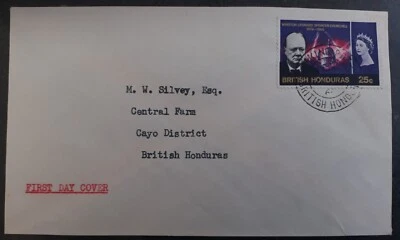 BRITISH HONDURAS 25c
BRITISH HONDU
M. W. Silvey, Esq.
Central Farm
Cayo District
British Honduras
FIRST DAY COVER